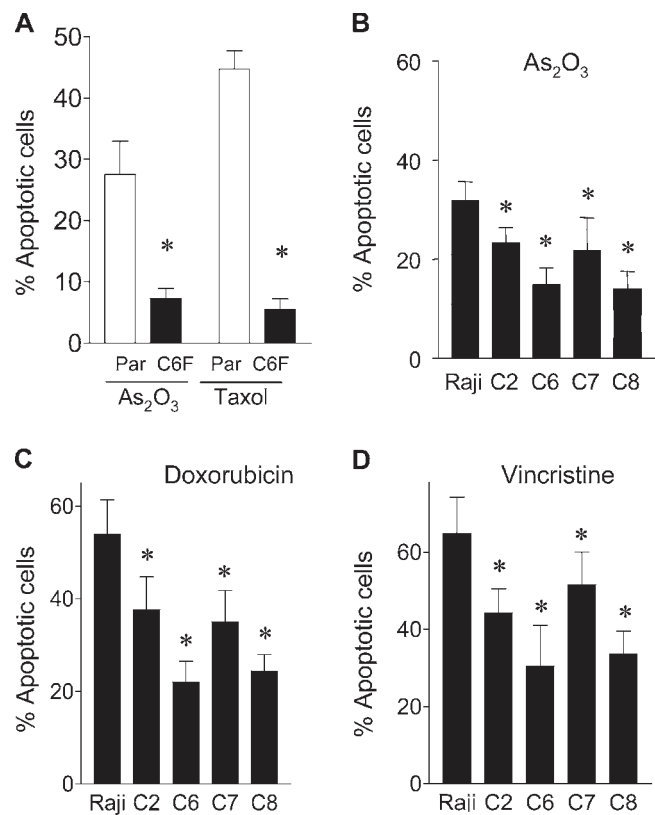 A
50
40
30
20
10
0
% Apoptotic cells
*
*
Par C6F Par C6F
As₂O₃ Taxol
B
As₂O₃
60
40
20
0
% Apoptotic cells
*
*
*
*
Raji C2 C6 C7 C8
C
Doxorubicin
60
40
20
0
% Apoptotic cells
*
*
*
*
Raji C2 C6 C7 C8
D
Vincristine
60
40
20
0
% Apoptotic cells
*
*
*
*
Raji C2 C6 C7 C8